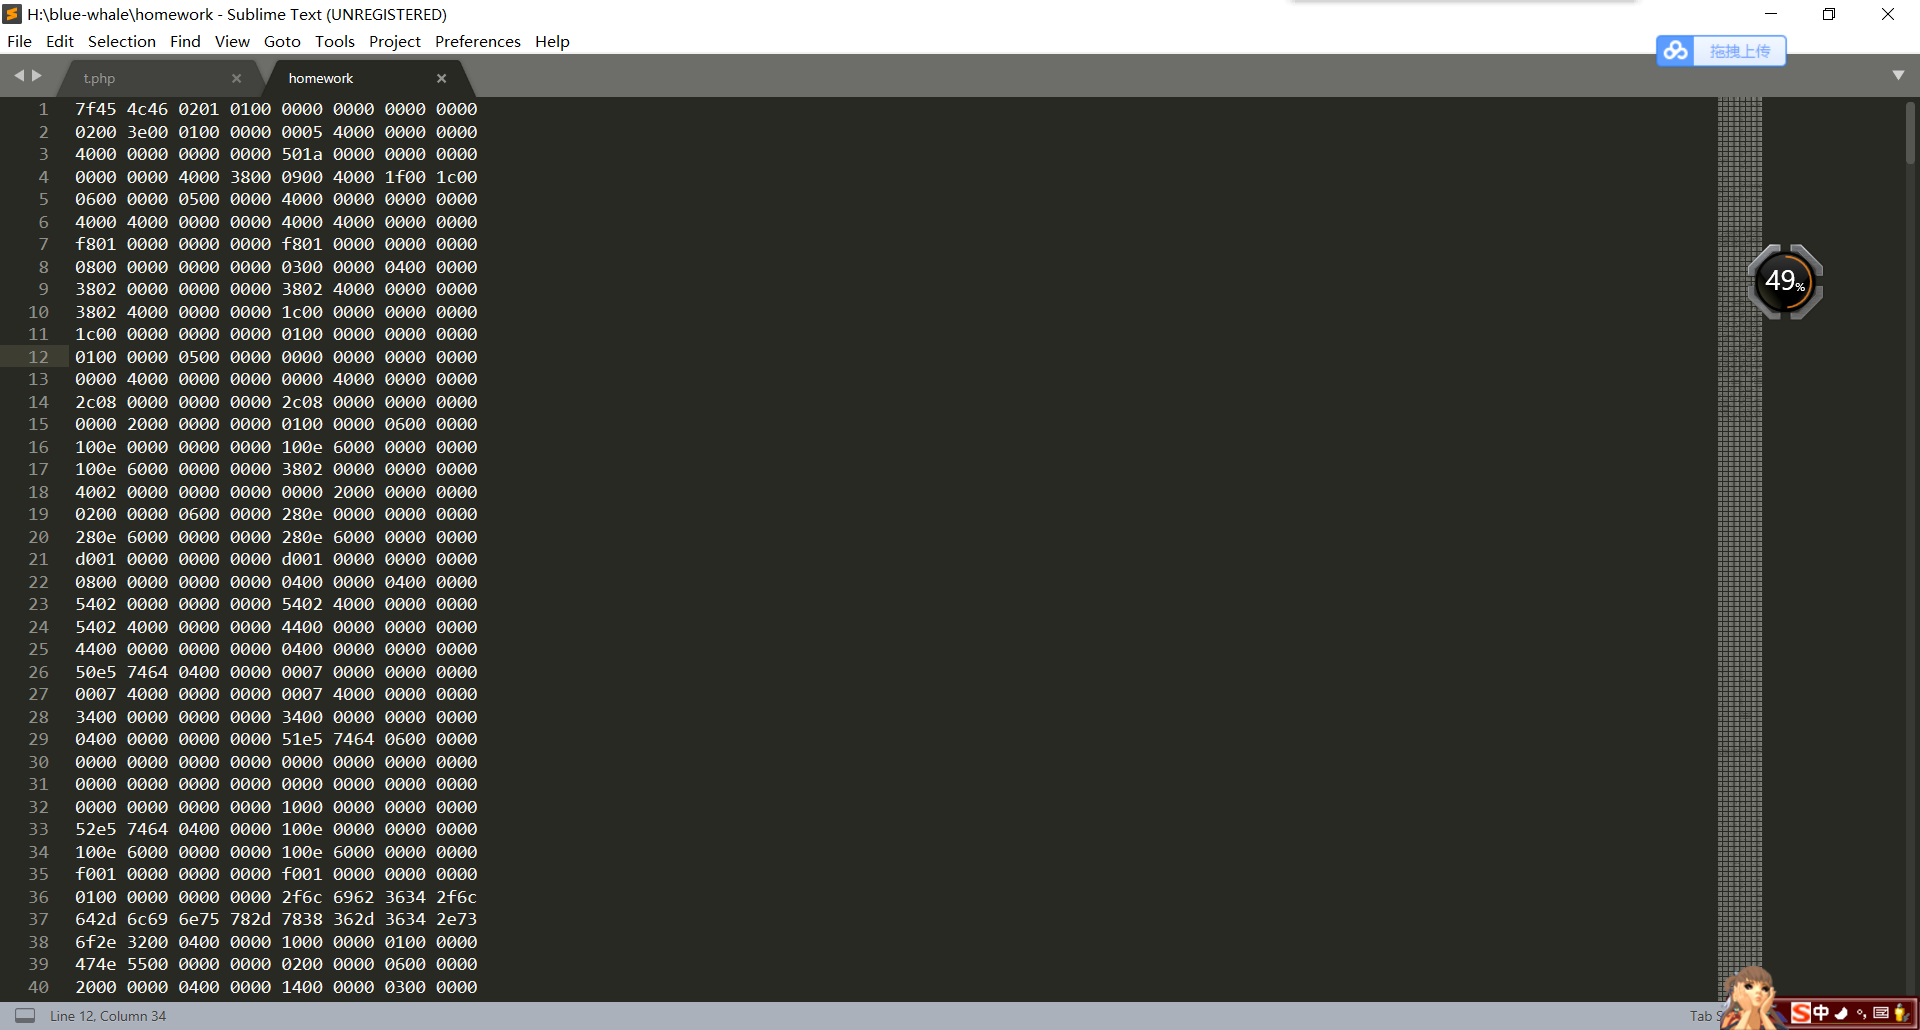 H:\blue-whale\homework - Sublime Text (UNREGISTERED)
File Edit Selection Find View Goto Tools Project Preferences Help
拖拽上传
t.php × homework ×
1 7f45 4c46 0201 0100 0000 0000 0000 0000
2 0200 3e00 0100 0000 0005 4000 0000 0000
3 4000 0000 0000 0000 501a 0000 0000 0000
4 0000 0000 4000 3800 0900 4000 1f00 1c00
5 0600 0000 0500 0000 4000 0000 0000 0000
6 4000 4000 0000 0000 4000 4000 0000 0000
7 f801 0000 0000 0000 f801 0000 0000 0000
8 0800 0000 0000 0000 0300 0000 0400 0000
9 3802 0000 0000 0000 3802 4000 0000 0000
10 3802 4000 0000 0000 1c00 0000 0000 0000
11 1c00 0000 0000 0000 0100 0000 0000 0000
12 0100 0000 0500 0000 0000 0000 0000 0000
13 0000 4000 0000 0000 0000 4000 0000 0000
14 2c08 0000 0000 0000 2c08 0000 0000 0000
15 0000 2000 0000 0000 0100 0000 0600 0000
16 100e 0000 0000 0000 100e 6000 0000 0000
17 100e 6000 0000 0000 3802 0000 0000 0000
18 4002 0000 0000 0000 0000 2000 0000 0000
19 0200 0000 0600 0000 280e 0000 0000 0000
20 280e 6000 0000 0000 280e 6000 0000 0000
21 d001 0000 0000 0000 d001 0000 0000 0000
22 0800 0000 0000 0000 0400 0000 0400 0000
23 5402 0000 0000 0000 5402 4000 0000 0000
24 5402 4000 0000 0000 4400 0000 0000 0000
25 4400 0000 0000 0000 0400 0000 0000 0000
26 50e5 7464 0400 0000 0007 0000 0000 0000
27 0007 4000 0000 0000 0007 4000 0000 0000
28 3400 0000 0000 0000 3400 0000 0000 0000
29 0400 0000 0000 0000 51e5 7464 0600 0000
30 0000 0000 0000 0000 0000 0000 0000 0000
31 0000 0000 0000 0000 0000 0000 0000 0000
32 0000 0000 0000 0000 1000 0000 0000 0000
33 52e5 7464 0400 0000 100e 0000 0000 0000
34 100e 6000 0000 0000 100e 6000 0000 0000
35 f001 0000 0000 0000 f001 0000 0000 0000
36 0100 0000 0000 0000 2f6c 6962 3634 2f6c
37 642d 6c69 6e75 782d 7838 362d 3634 2e73
38 6f2e 3200 0400 0000 1000 0000 0100 0000
39 474e 5500 0000 0000 0200 0000 0600 0000
40 2000 0000 0400 0000 1400 0000 0300 0000
49%
Line 12, Column 34
Tab S
中